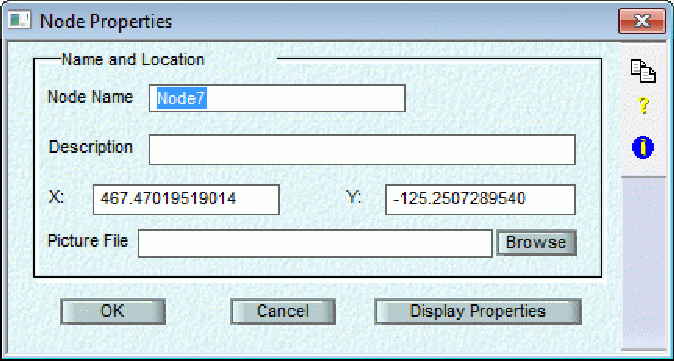 Node Properties
Name and Location
Node Name Node7
Description
X: 467.47019519014 Y: -125.2507289540
Picture File Browse
OK Cancel Display Properties